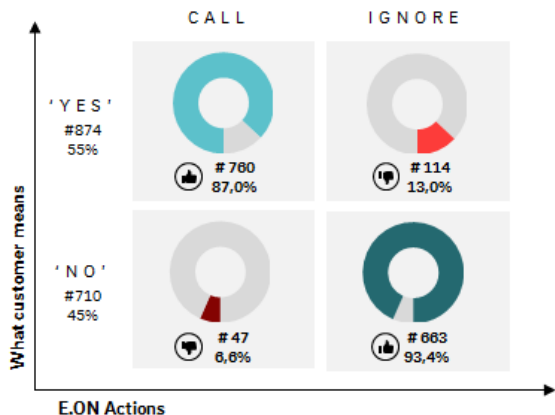 CALL
IGNORE
'YES'
#874
55%
# 760
87,0%
# 114
13,0%
'NO'
#710
45%
# 47
6,6%
# 663
93,4%
What customer means
E.ON Actions